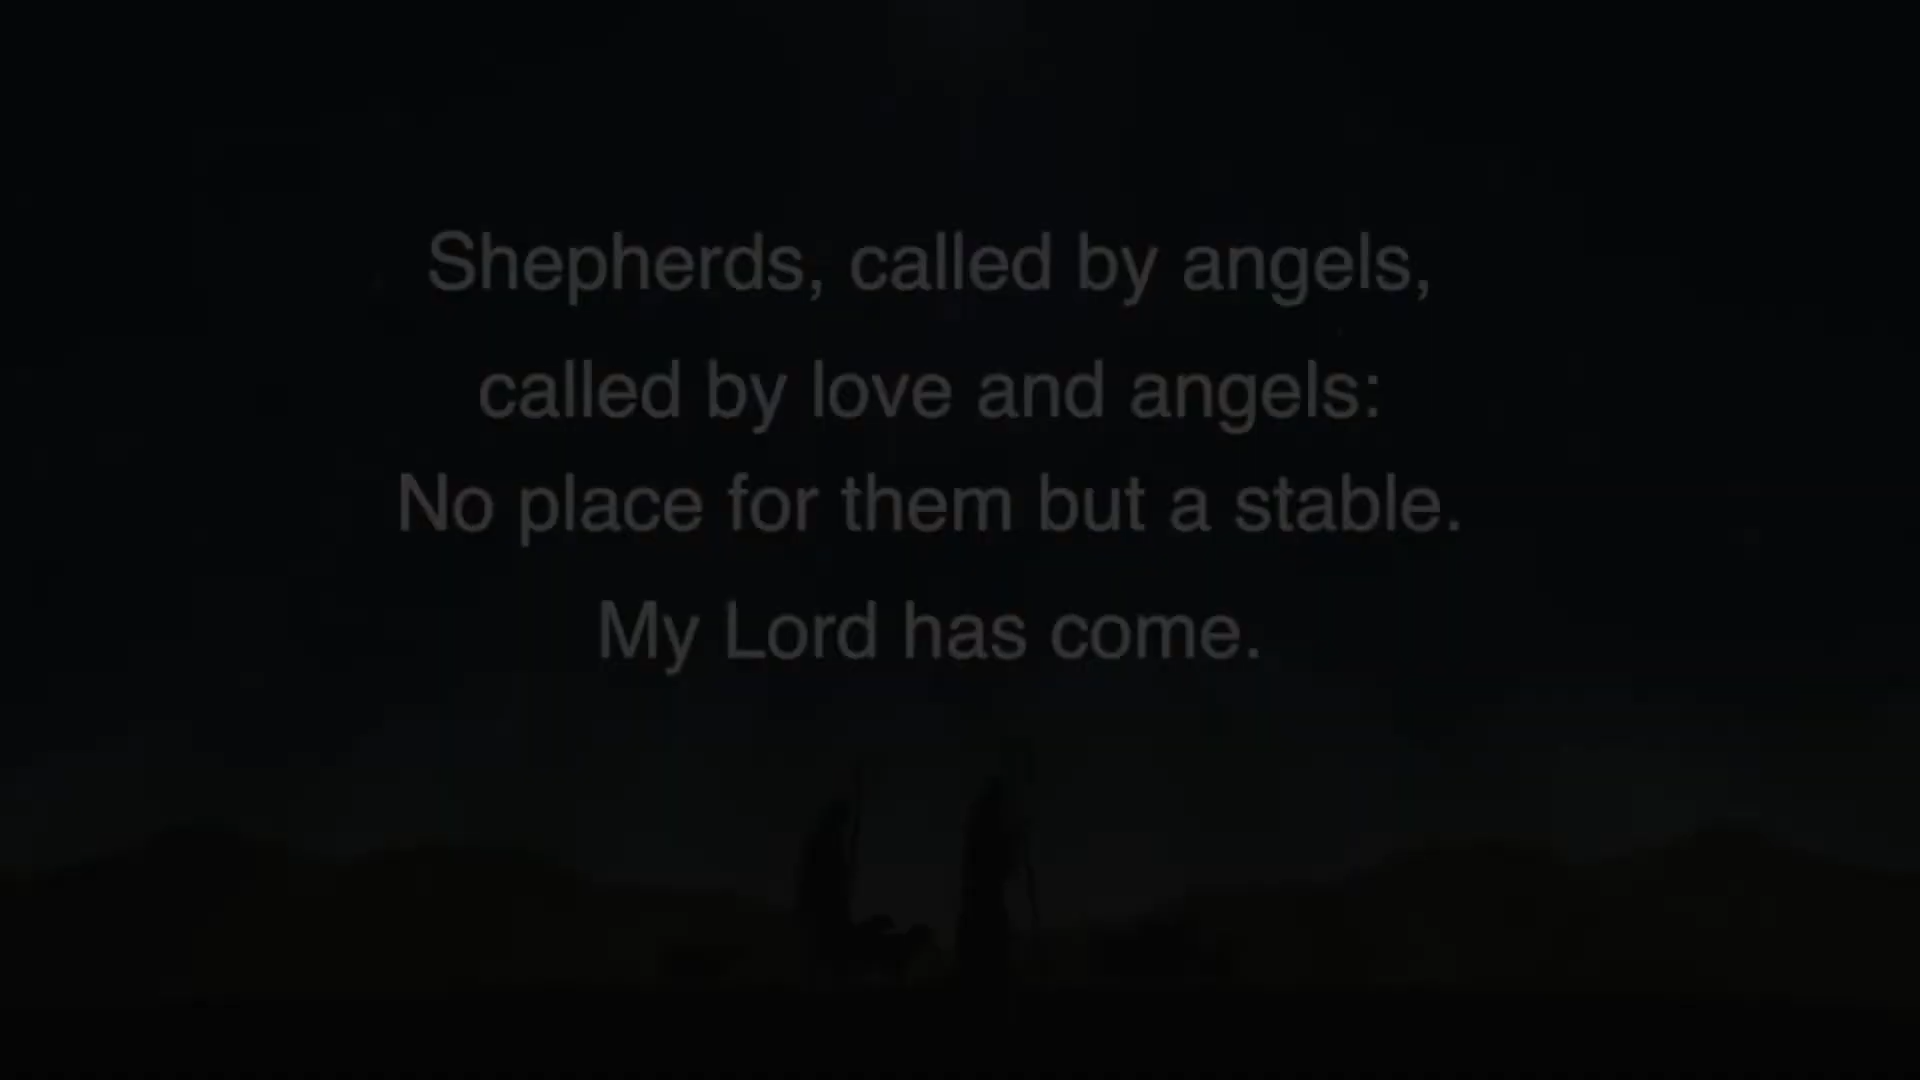 Shepherds, called by angels,
called by love and angels:
No place for them but a stable.
My Lord has come.